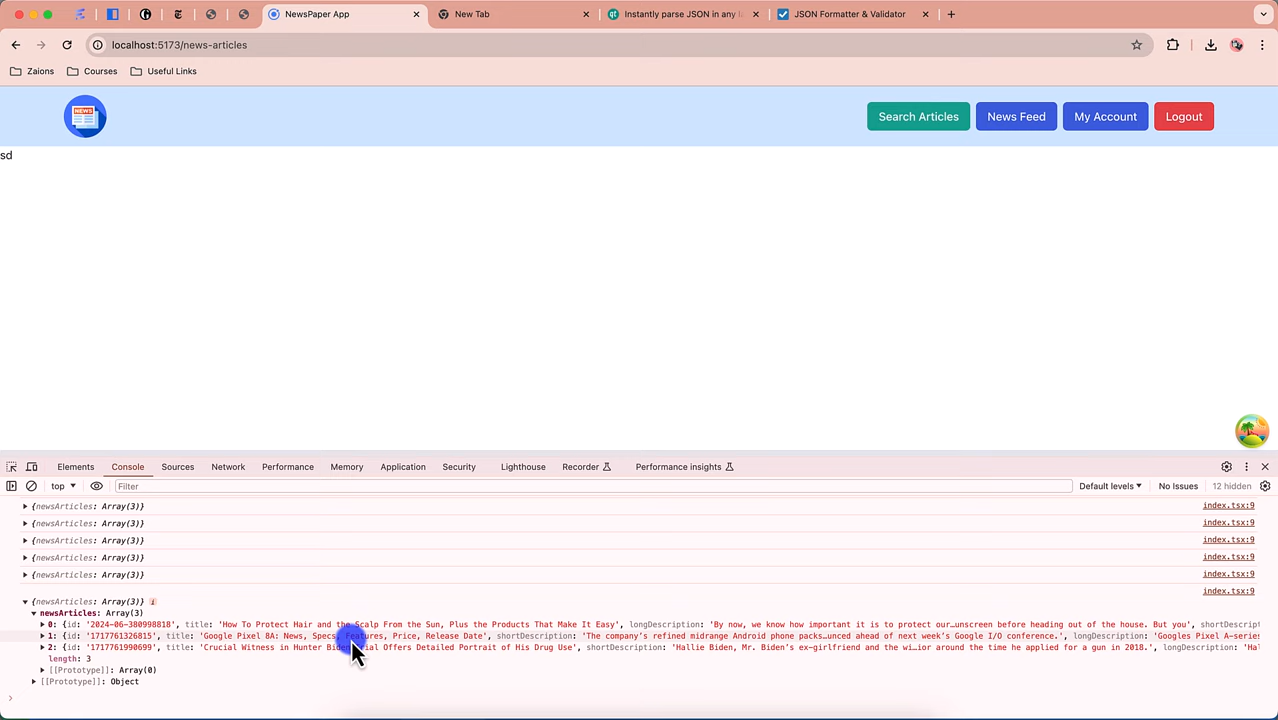 NewsPaper App
New Tab
Instantly parse JSON in any l
JSON Formatter & Validator
localhost:5173/news-articles
Zaions
Courses
Useful Links
NEWS
Search Articles
News Feed
My Account
Logout
sd
Elements
Console
Sources
Network
Performance
Memory
Application
Security
Lighthouse
Recorder
Performance insights
top
Filter
Default levels
No Issues
12 hidden
{newsArticles: Array(3)} index.tsx:9
{newsArticles: Array(3)} index.tsx:9
{newsArticles: Array(3)} index.tsx:9
{newsArticles: Array(3)} index.tsx:9
{newsArticles: Array(3)} index.tsx:9
index.tsx:9
{newsArticles: Array(3)} i
newsArticles: Array(3)
0: {id: '2024-06-380998818', title: 'How To Protect Hair and the Scalp From the Sun, Plus the Products That Make It Easy', longDescription: 'By now, we know how important it is to protect our…unscreen before heading out of the house. But you', shortDescript
1: {id: '1717761326815', title: 'Google Pixel 8A: News, Specs, Features, Price, Release Date', shortDescription: 'The company's refined midrange Android phone packs…unced ahead of next week's Google I/O conference.', longDescription: 'Googles Pixel A-series
2: {id: '1717761990699', title: 'Crucial Witness in Hunter Biden ial Offers Detailed Portrait of His Drug Use', shortDescription: 'Hallie Biden, Mr. Biden's ex-girlfriend and the wi…ior around the time he applied for a gun in 2018.', longDescription: 'Hal
length: 3
[[Prototype]]: Array(0)
[[Prototype]]: Object